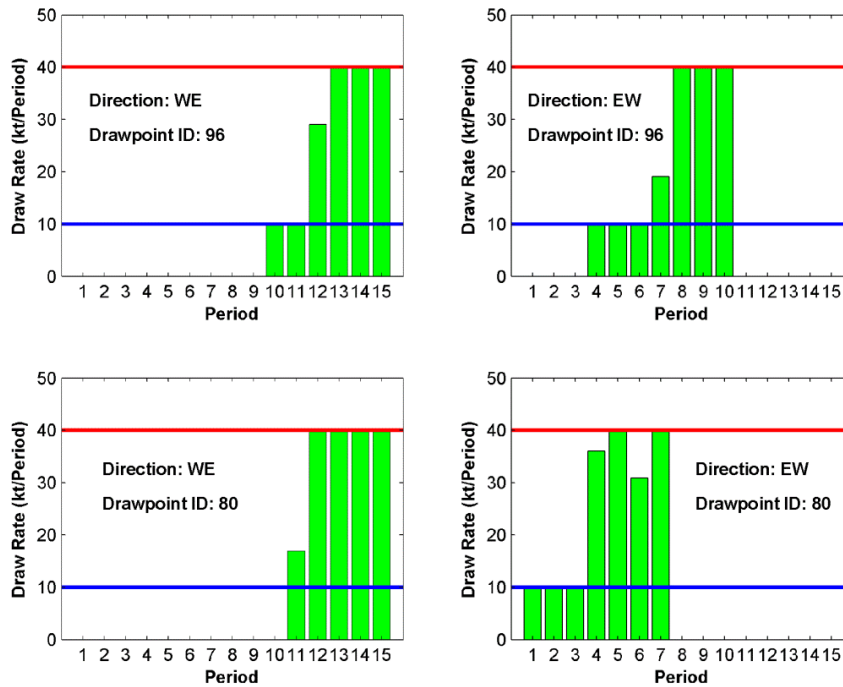 50
40
30
20
10
0
Draw Rate (kt/Period)
Direction: WE
Drawpoint ID: 96
1 2 3 4 5 6 7 8 9 10 11 12 13 14 15
Period
50
40
30
20
10
0
Draw Rate (kt/Period)
Direction: EW
Drawpoint ID: 96
1 2 3 4 5 6 7 8 9 10 11 12 13 14 15
Period
50
40
30
20
10
0
Draw Rate (kt/Period)
Direction: WE
Drawpoint ID: 80
1 2 3 4 5 6 7 8 9 10 11 12 13 14 15
Period
50
40
30
20
10
0
Draw Rate (kt/Period)
Direction: EW
Drawpoint ID: 80
1 2 3 4 5 6 7 8 9 10 11 12 13 14 15
Period